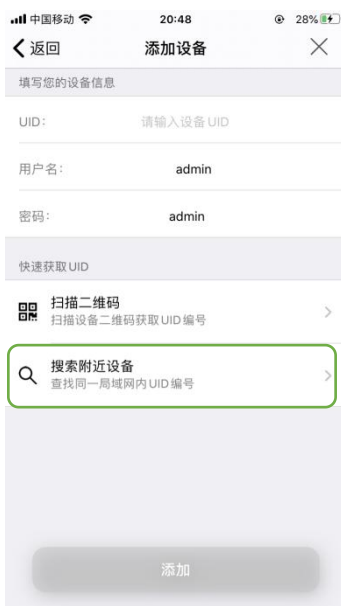 中国移动 20:48 28%
返回 添加设备
填写您的设备信息
UID: 请输入设备UID
用户名: admin
密码: admin
快速获取UID
扫描二维码
扫描设备二维码获取UID编号
搜索附近设备
查找同一局域网内UID编号
添加